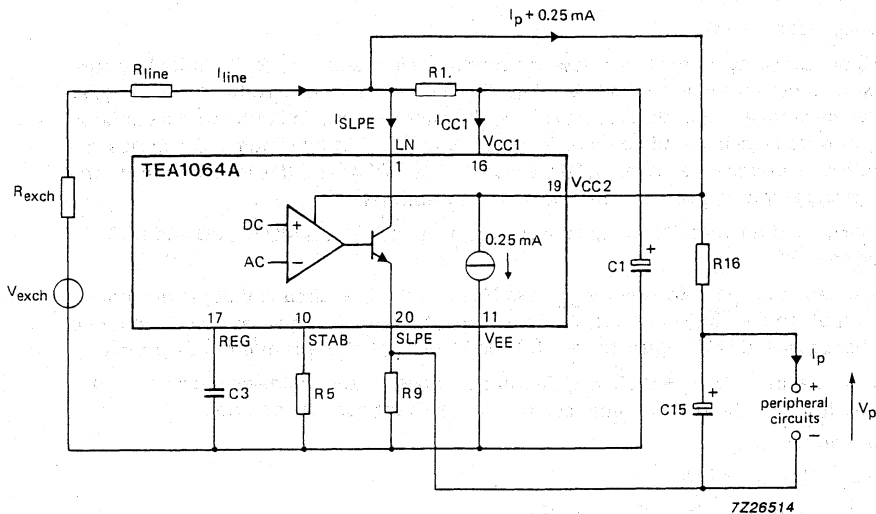 Ip + 0.25 mA
Rline
Iline
R1.
ISLPE
ICC1
LN
VCC1
1
16
TEA1064A
19
VCC2
Rexch
DC
+
AC
−
0.25 mA
C1
+
R16
Vexch
17
10
20
11
REG
STAB
SLPE
VEE
Ip
C3
R5
R9
C15
+
+
peripheral
circuits
−
Vp
7Z26514